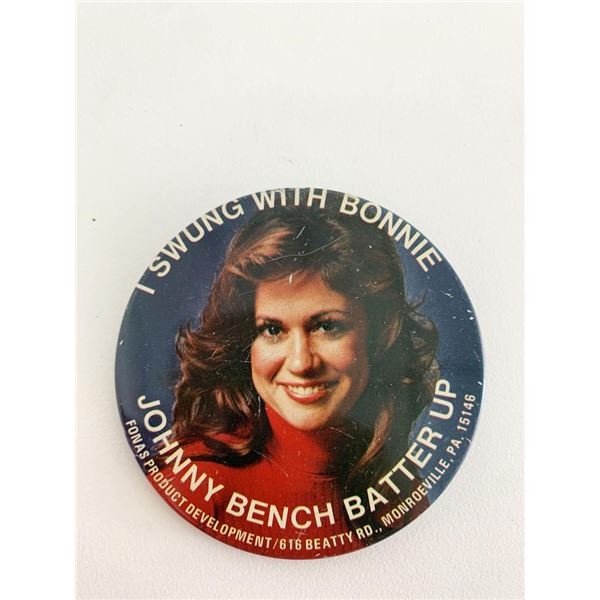 I SWUNG WITH BONNIE
JOHNNY BENCH BATTER UP
FONAS PRODUCT DEVELOPMENT/616 BEATTY RD., MONROEVILLE, PA, 15146